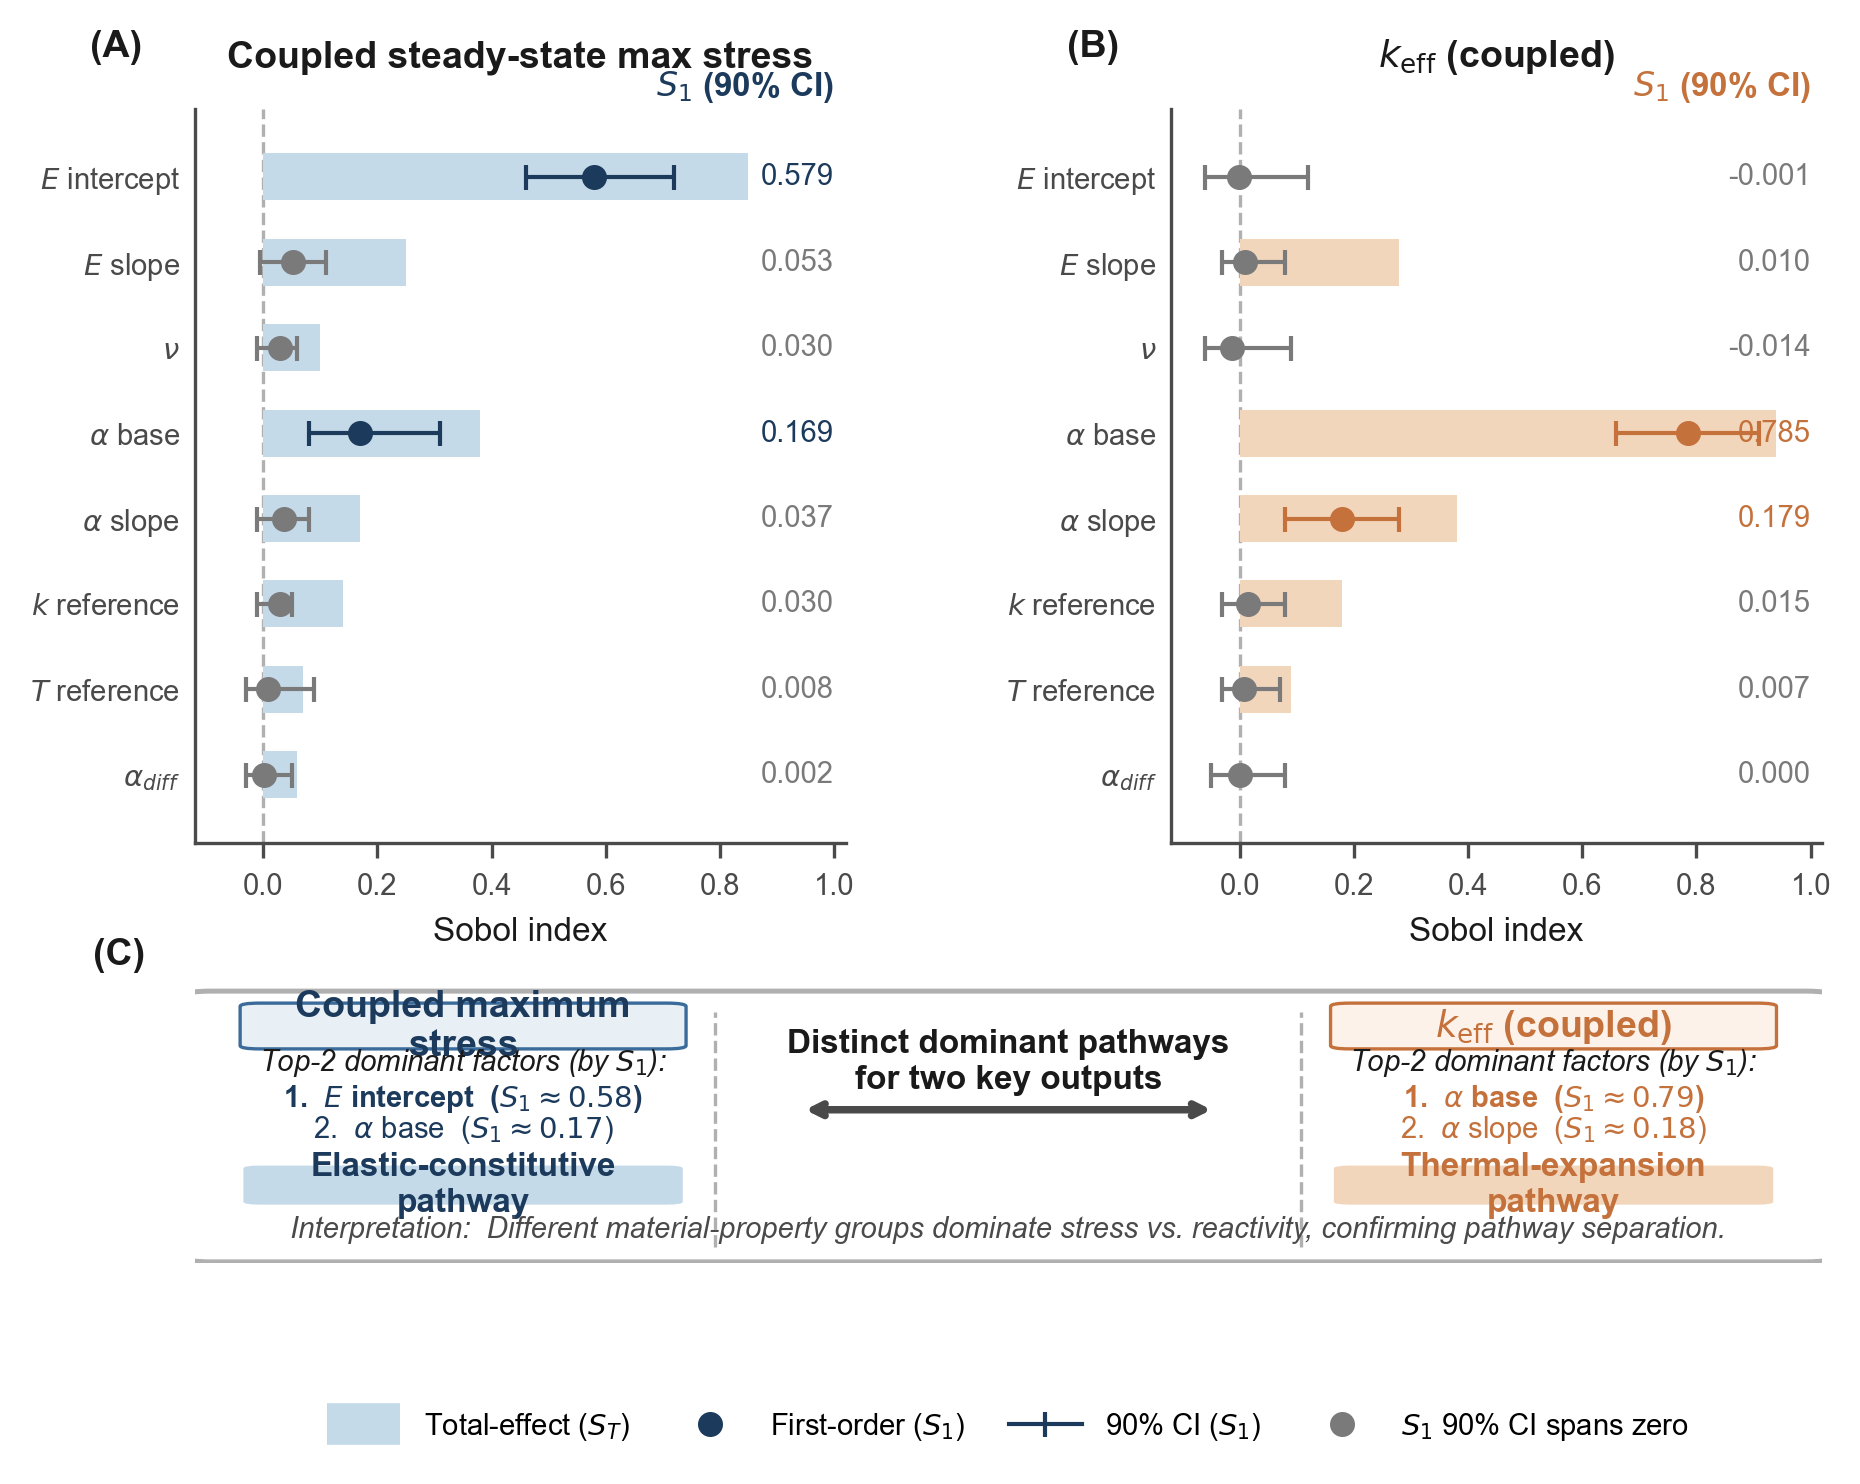 (A)
Coupled steady-state max stress
S₁ (90% CI)
E intercept
0.579
E slope
0.053
ν
0.030
α base
0.169
α slope
0.037
k reference
0.030
T reference
0.008
α_diff
0.002
0.0 0.2 0.4 0.6 0.8 1.0
Sobol index
(B)
k_eff (coupled)
S₁ (90% CI)
E intercept
-0.001
E slope
0.010
ν
-0.014
α base
0.785
α slope
0.179
k reference
0.015
T reference
0.007
α_diff
0.000
0.0 0.2 0.4 0.6 0.8 1.0
Sobol index
(C)
Coupled maximum
stress
Top-2 dominant factors (by S₁):
1. E intercept (S₁ ≈ 0.58)
2. α base (S₁ ≈ 0.17)
Elastic-constitutive
pathway
Distinct dominant pathways
for two key outputs
k_eff (coupled)
Top-2 dominant factors (by S₁):
1. α base (S₁ ≈ 0.79)
2. α slope (S₁ ≈ 0.18)
Thermal-expansion
pathway
Interpretation: Different material-property groups dominate stress vs. reactivity, confirming pathway separation.
Total-effect (S_T)
First-order (S₁)
90% CI (S₁)
S₁ 90% CI spans zero